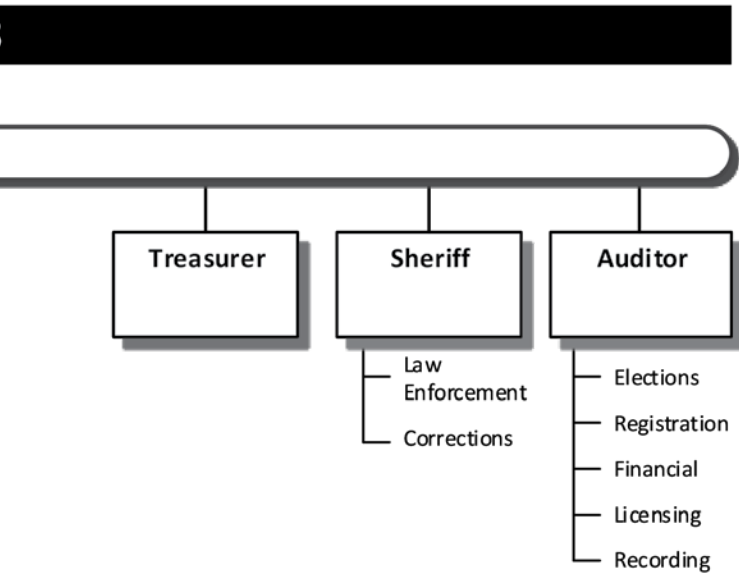 Treasurer
Sheriff
Auditor
Law
Enforcement
Corrections
Elections
Registration
Financial
Licensing
Recording